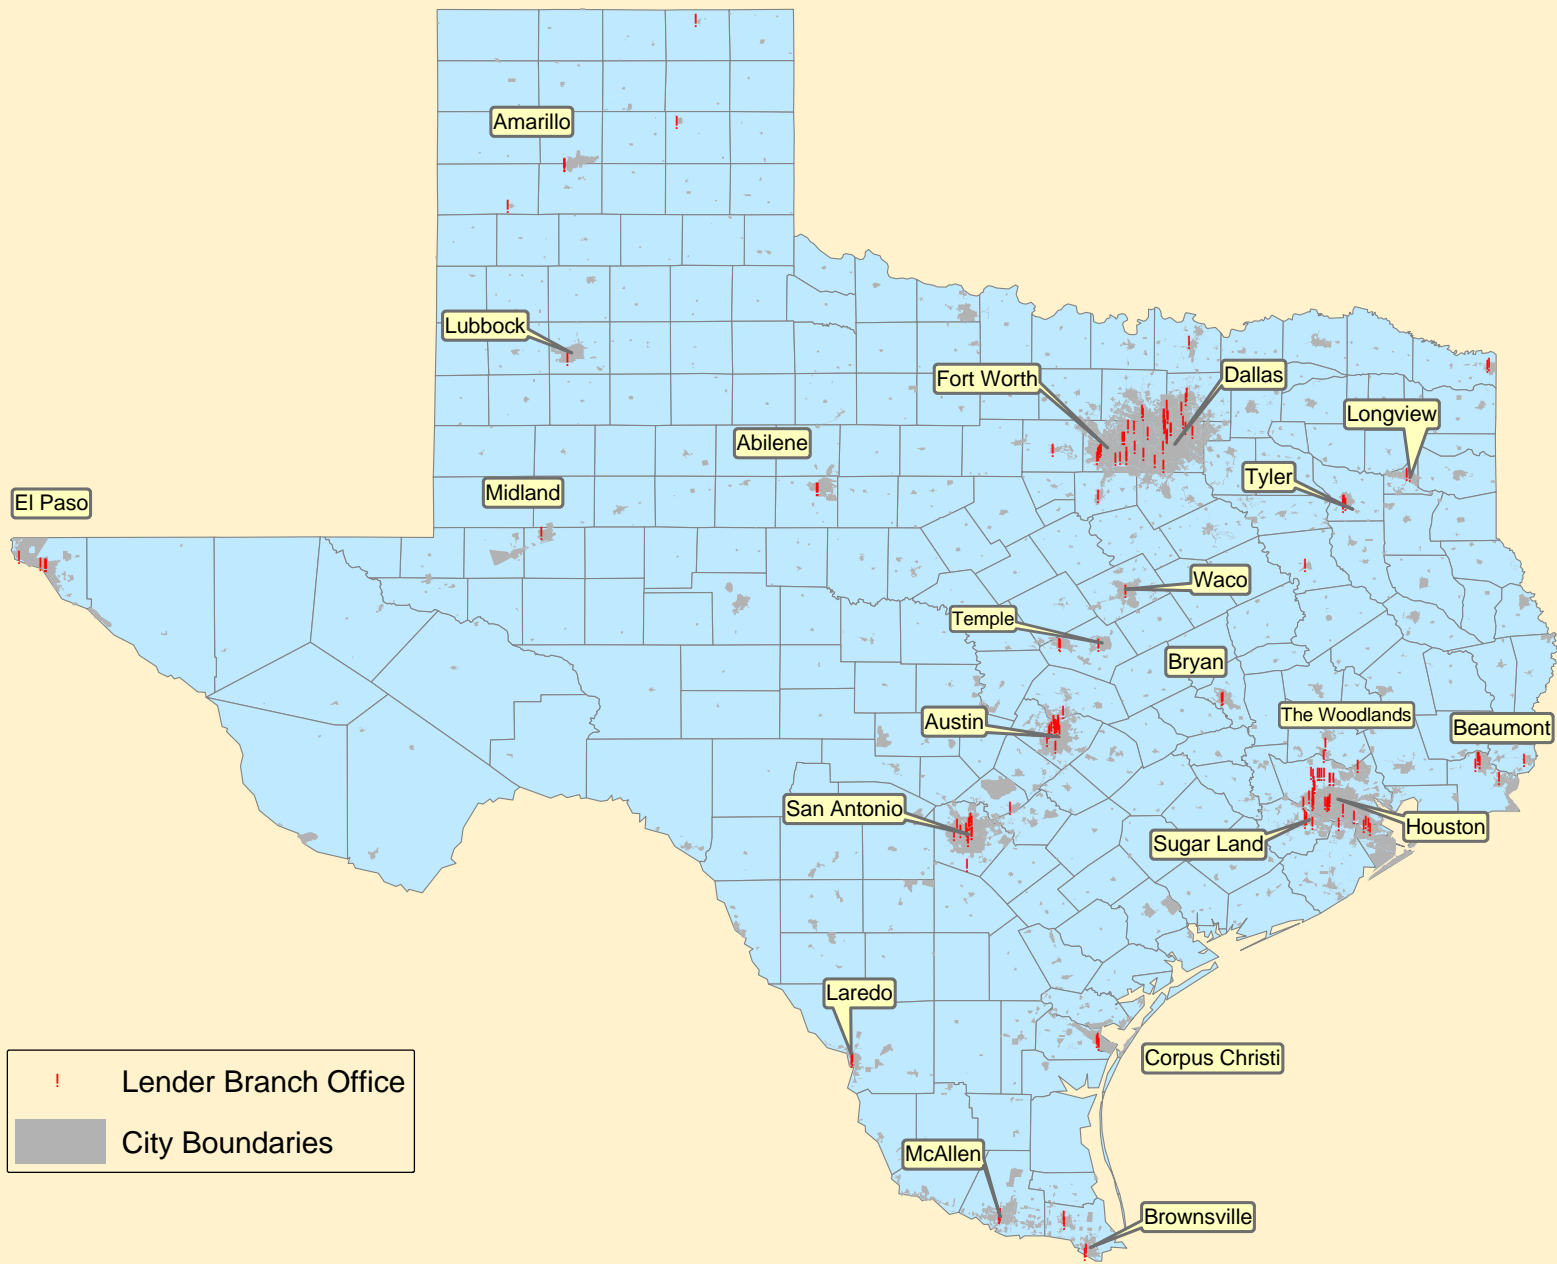 Amarillo
Lubbock
Fort Worth
Dallas
Longview
Abilene
Tyler
Midland
El Paso
Waco
Temple
Bryan
The Woodlands
Austin
Beaumont
San Antonio
Houston
Sugar Land
Laredo
Corpus Christi
! Lender Branch Office
City Boundaries
McAllen
Brownsville